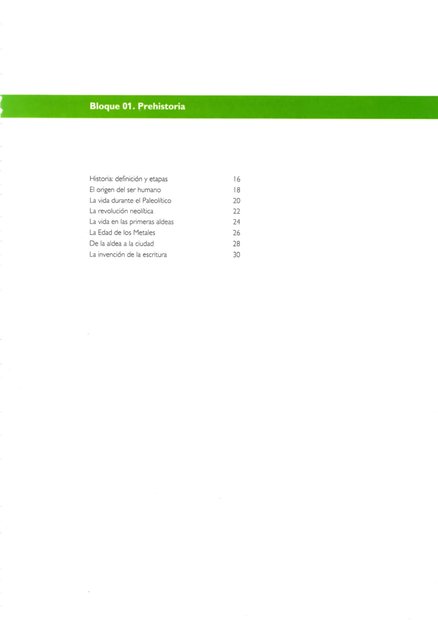 Bloque 01. Prehistoria
Historia: definición y etapas 16
El origen del ser humano 18
La vida durante el Paleolítico 20
La revolución neolítica 22
La vida en las primeras aldeas 24
La Edad de los Metales 26
De la aldea a la ciudad 28
La invención de la escritura 30